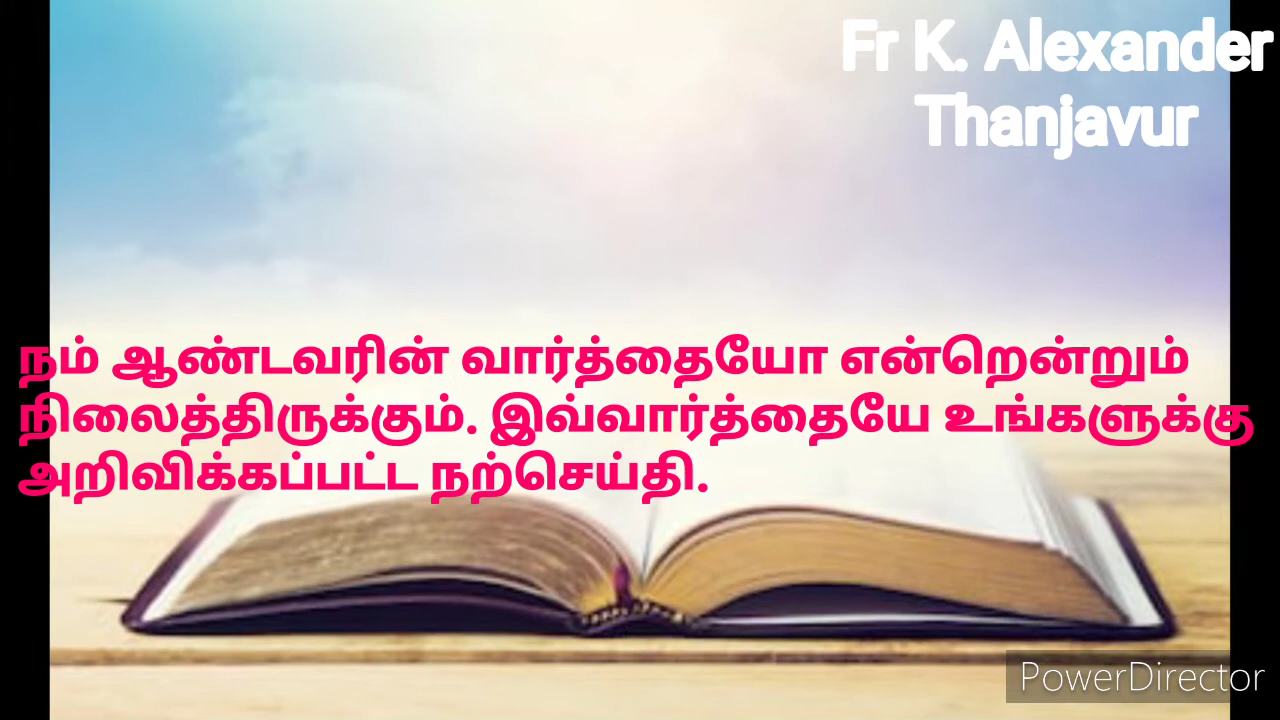 Fr K. Alexander
Thanjavur
நம் ஆண்டவரின் வார்த்தையோ என்றென்றும்
நிலைத்திருக்கும். இவ்வார்த்தையே உங்களுக்கு
அறிவிக்கப்பட்ட நற்செய்தி.
PowerDirector